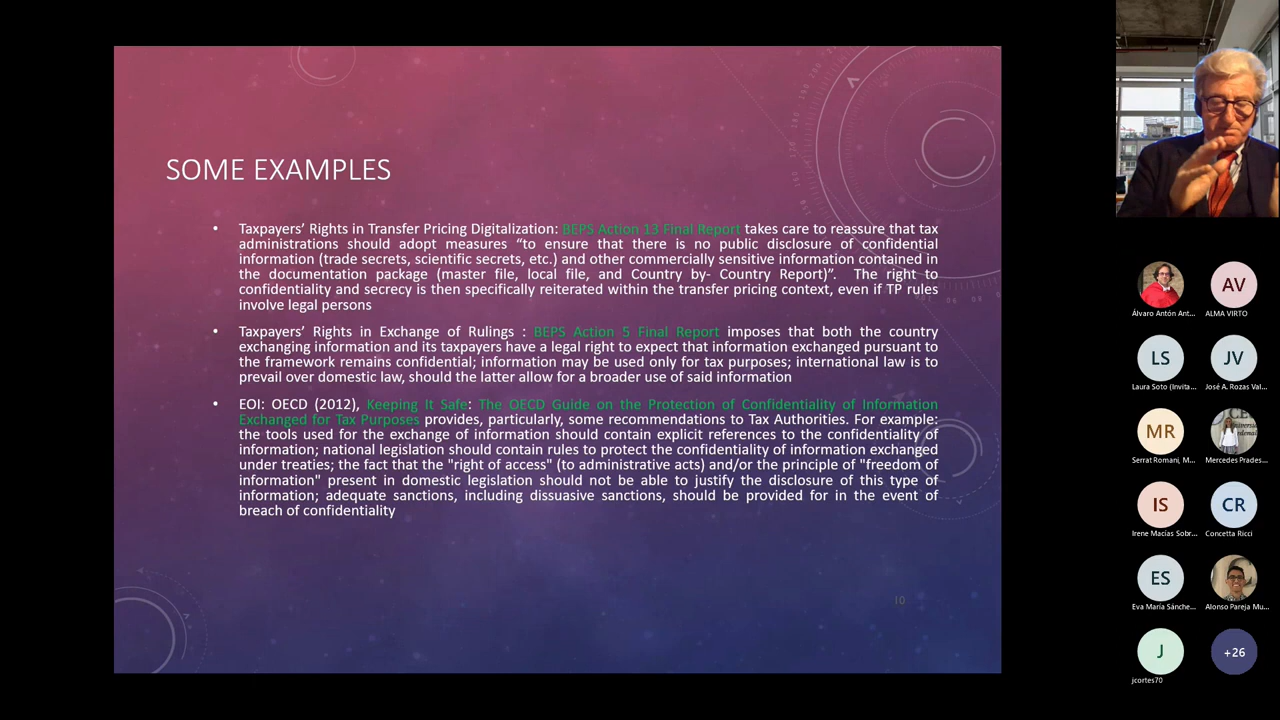 SOME EXAMPLES
• Taxpayers’ Rights in Transfer Pricing Digitalization: BEPS Action 13 Final Report takes care to reassure that tax
administrations should adopt measures “to ensure that there is no public disclosure of confidential
information (trade secrets, scientific secrets, etc.) and other commercially sensitive information contained in
the documentation package (master file, local file, and Country by- Country Report)”. The right to
confidentiality and secrecy is then specifically reiterated within the transfer pricing context, even if TP rules
involve legal persons
• Taxpayers’ Rights in Exchange of Rulings : BEPS Action 5 Final Report imposes that both the country
exchanging information and its taxpayers have a legal right to expect that information exchanged pursuant to
the framework remains confidential; information may be used only for tax purposes; international law is to
prevail over domestic law, should the latter allow for a broader use of said information
• EOI: OECD (2012), Keeping It Safe: The OECD Guide on the Protection of Confidentiality of Information
Exchanged for Tax Purposes provides, particularly, some recommendations to Tax Authorities. For example:
the tools used for the exchange of information should contain explicit references to the confidentiality of
information; national legislation should contain rules to protect the confidentiality of information exchanged
under treaties; the fact that the "right of access" (to administrative acts) and/or the principle of "freedom of
information" present in domestic legislation should not be able to justify the disclosure of this type of
information; adequate sanctions, including dissuasive sanctions, should be provided for in the event of
breach of confidentiality
10
AV
Álvaro Antón Ant...
ALMA VIRTO
LS
JV
Laura Soto (Invita...
José A. Rozas Val...
MR
Serrat Romani, M...
Mercedes Prades...
IS
CR
Irene Macías Sobr...
Concetta Ricci
ES
Eva María Sánche...
Alonso Pareja Mu...
J
+26
jcortes70